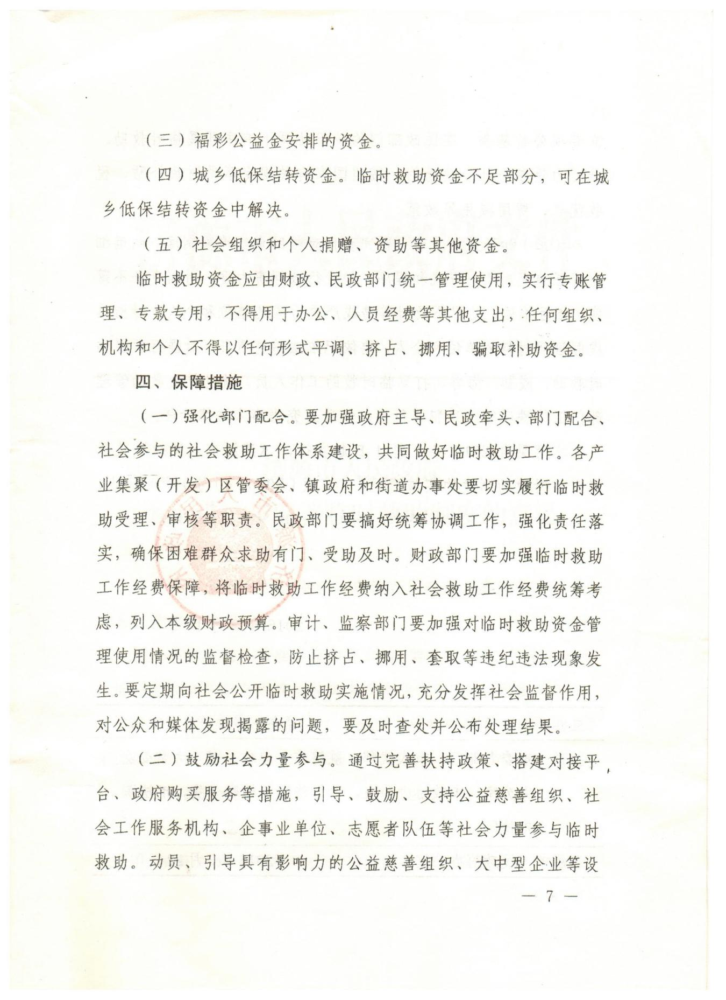 （三）福彩公益金安排的资金。
（四）城乡低保结转资金。临时救助资金不足部分，可在城
乡低保结转资金中解决。
（五）社会组织和个人捐赠、资助等其他资金。
临时救助资金应由财政、民政部门统一管理使用，实行专账管
理、专款专用，不得用于办公、人员经费等其他支出，任何组织、
机构和个人不得以任何形式平调、挤占、挪用、骗取补助资金。
四、保障措施
（一）强化部门配合。要加强政府主导、民政牵头、部门配合、
社会参与的社会救助工作体系建设，共同做好临时救助工作。各产
业集聚（开发）区管委会、镇政府和街道办事处要切实履行临时救
助受理、审核等职责。民政部门要搞好统筹协调工作，强化责任落
实，确保困难群众求助有门、受助及时。财政部门要加强临时救助
工作经费保障，将临时救助工作经费纳入社会救助工作经费统筹考
虑，列入本级财政预算。审计、监察部门要加强对临时救助资金管
理使用情况的监督检查，防止挤占、挪用、套取等违纪违法现象发
生。要定期向社会公开临时救助实施情况，充分发挥社会监督作用，
对公众和媒体发现揭露的问题，要及时查处并公布处理结果。
（二）鼓励社会力量参与。通过完善扶持政策、搭建对接平
台、政府购买服务等措施，引导、鼓励、支持公益慈善组织、社
会工作服务机构、企事业单位、志愿者队伍等社会力量参与临时
救助。动员、引导具有影响力的公益慈善组织、大中型企业等设
— 7 —